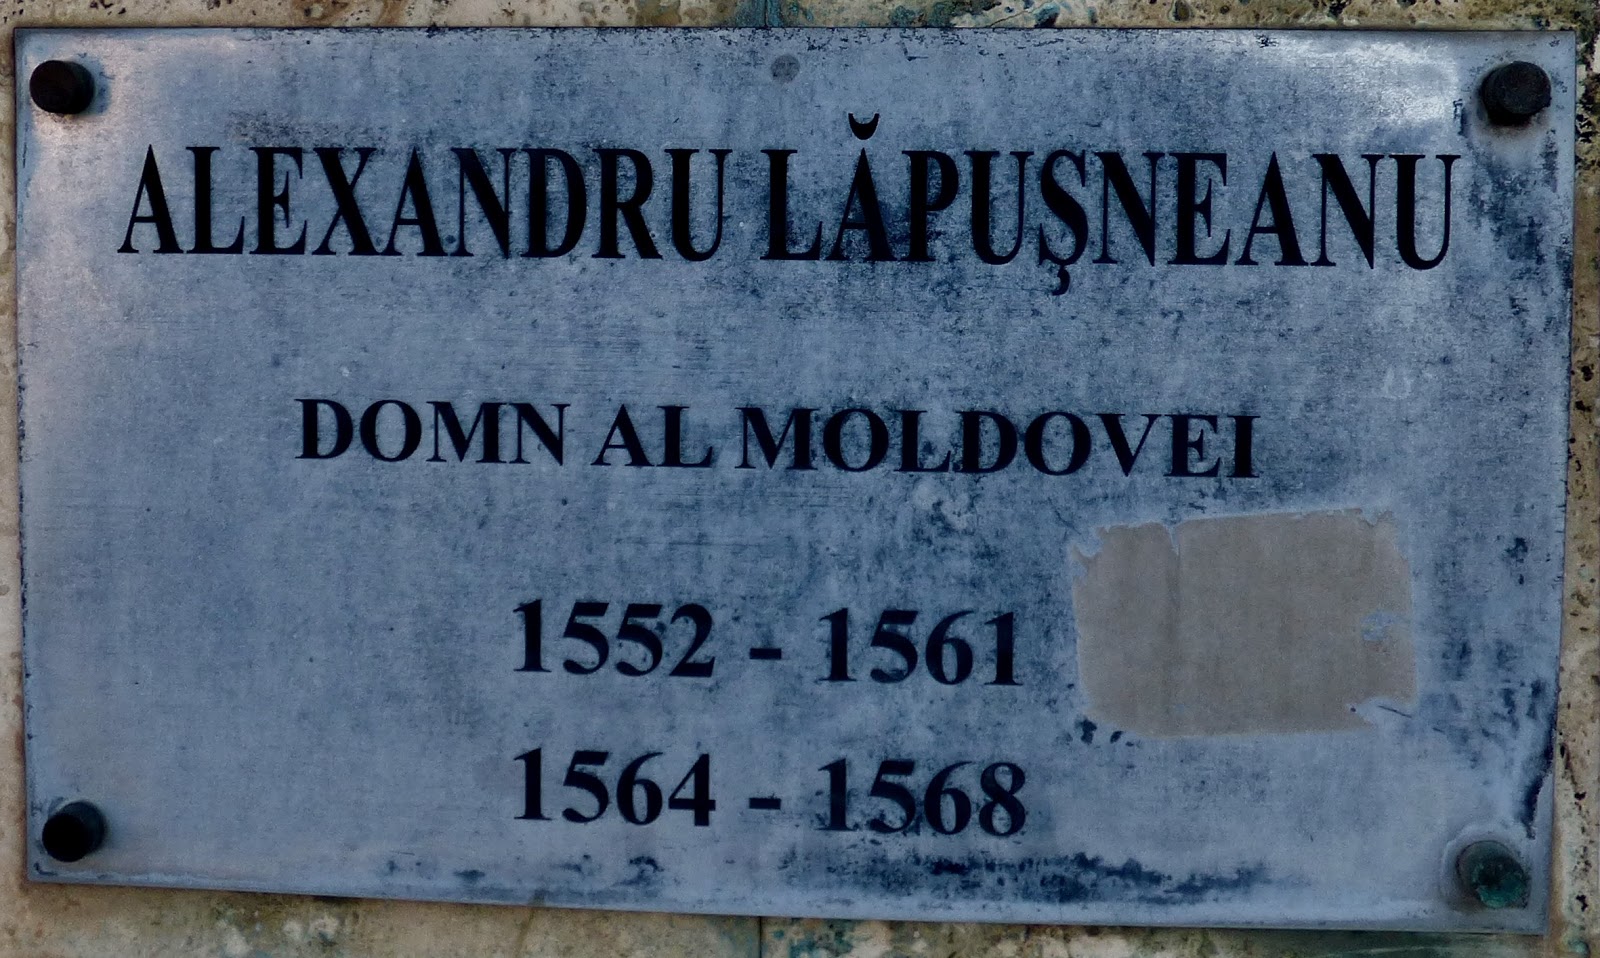 ALEXANDRU LĂPUŞNEANU
DOMN AL MOLDOVEI
1552 - 1561
1564 - 1568